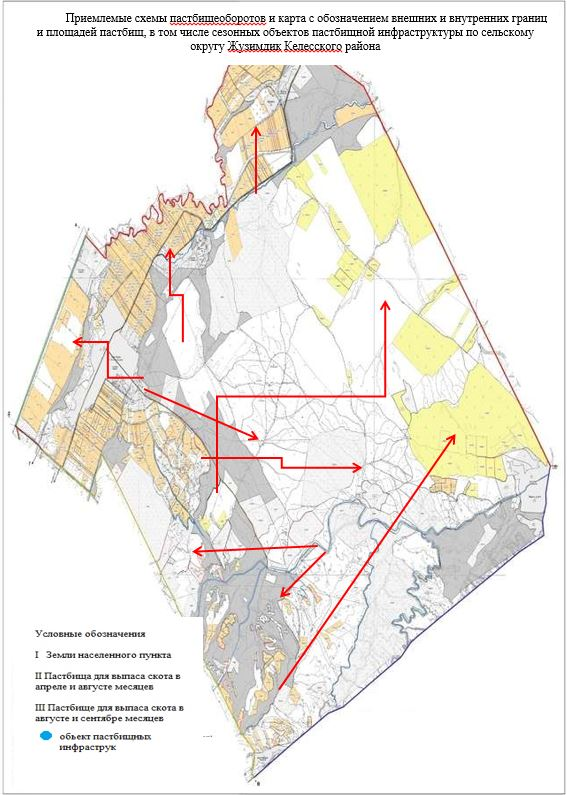 Приемлемые схемы пастбищеоборотов и карта с обозначением внешних и внутренних границ
и площадей пастбищ, в том числе сезонных объектов пастбищной инфраструктуры по сельскому
округу Жузимдик Келесского района
Условные обозначения
I Земли населенного пункта
II Пастбища для выпаса скота в
апреле и августе месяцев
III Пастбище для выпаса скота в
августе и сентябре месяцев
объект пастбищных
инфраструк